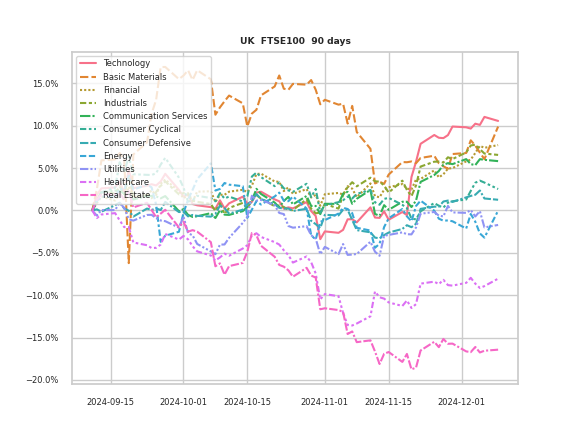 UK  FTSE100  90 days
15.0%
10.0%
5.0%
0.0%
−5.0%
−10.0%
−15.0%
−20.0%
Technology
Basic Materials
Financial
Industrials
Communication Services
Consumer Cyclical
Consumer Defensive
Energy
Utilities
Healthcare
Real Estate
2024-09-15
2024-10-01
2024-10-15
2024-11-01
2024-11-15
2024-12-01